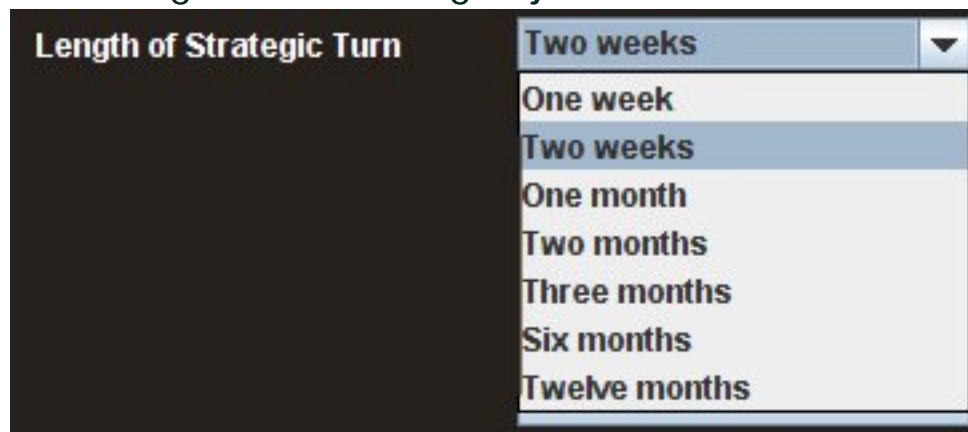 Length of Strategic Turn
Two weeks
One week
Two weeks
One month
Two months
Three months
Six months
Twelve months